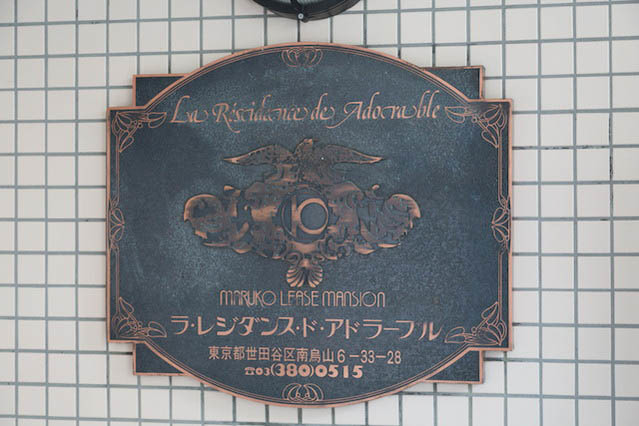 La Résidence de Adorable
MARUKO LEASE MANSION
ラ・レジダンス・ド・アドラーブル
東京都世田谷区南烏山6-33-28
☎03(380)0515